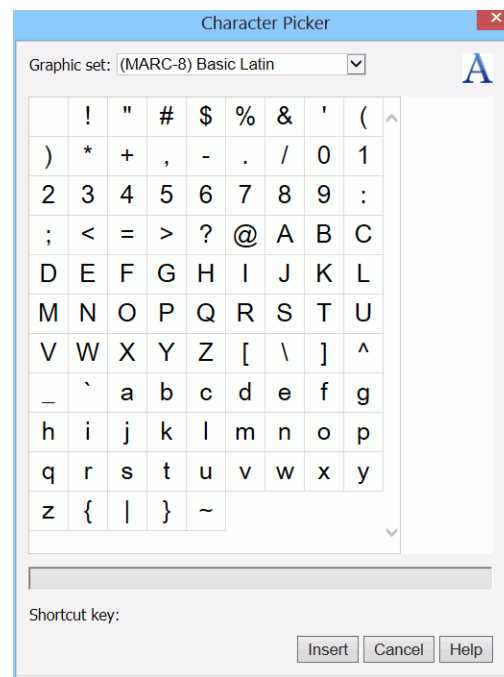 Character Picker
Graphic set: (MARC-8) Basic Latin
A
! " # $ % & ' (
) * + , - . / 0 1
2 3 4 5 6 7 8 9 :
; < = > ? @ A B C
D E F G H I J K L
M N O P Q R S T U
V W X Y Z [ \ ] ^
_ ` a b c d e f g
h i j k l m n o p
q r s t u v w x y
z { | } ~
Shortcut key:
Insert Cancel Help